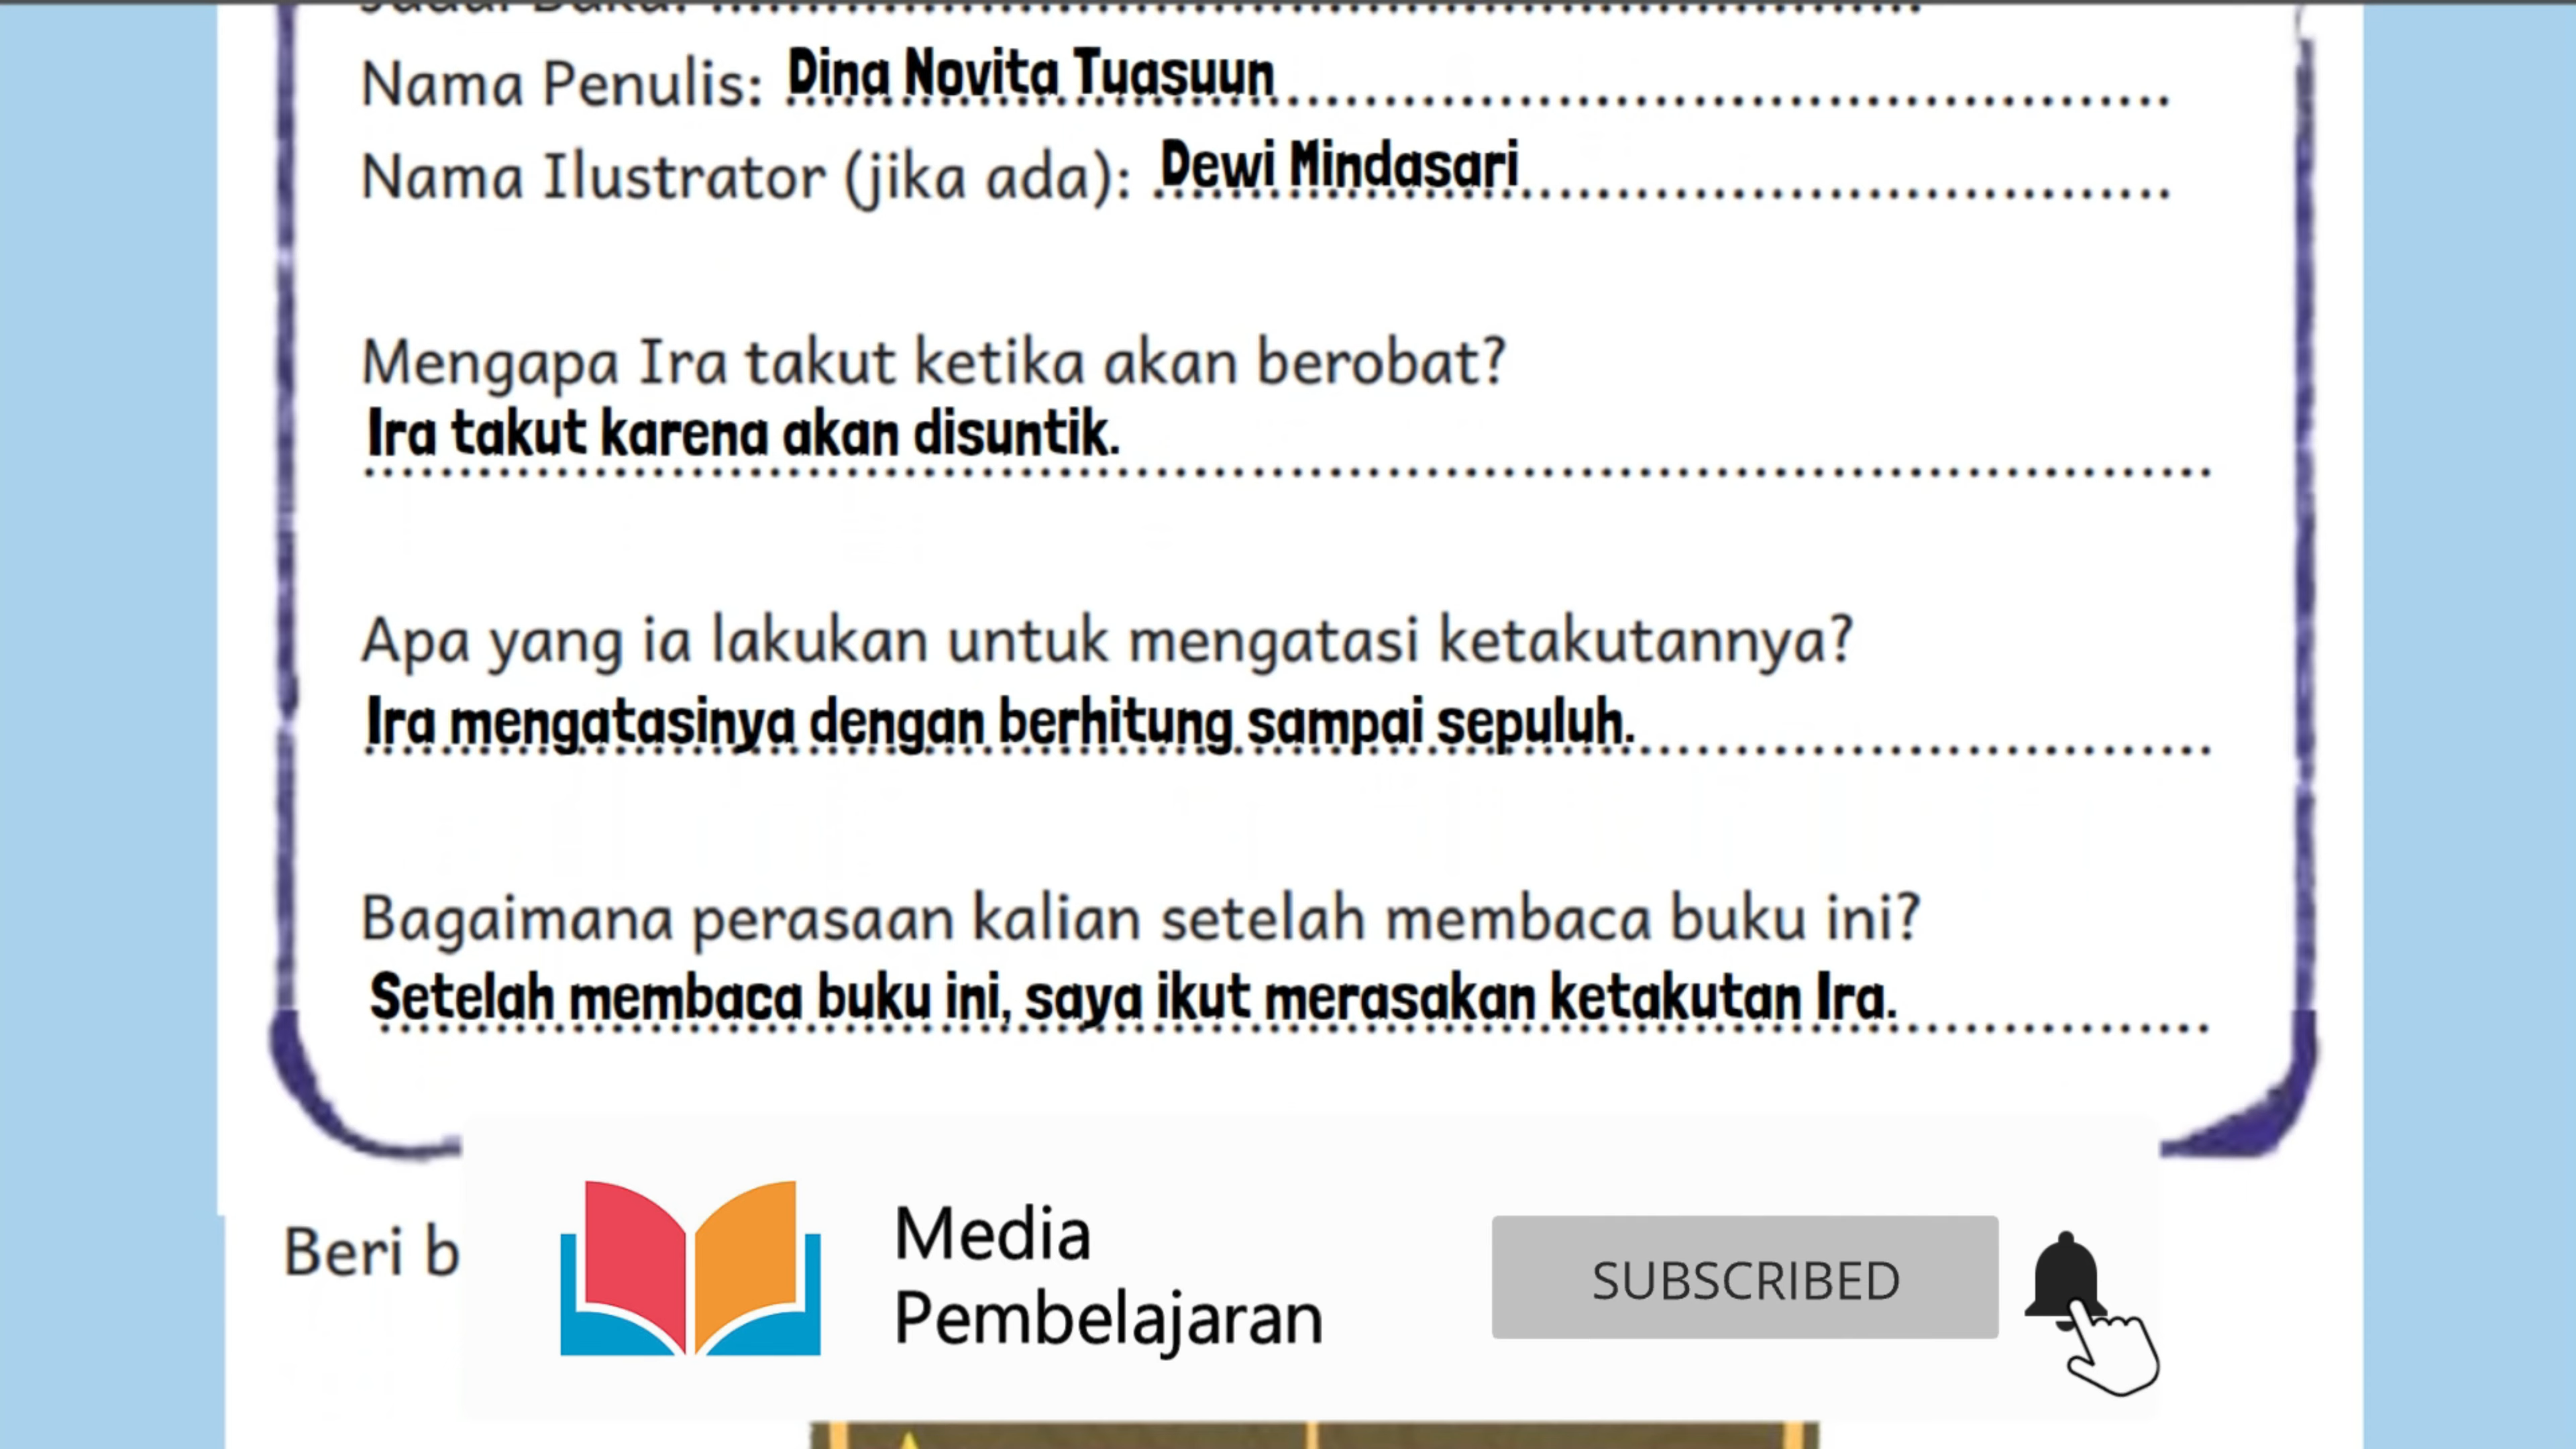 Nama Penulis: Dina Novita Tuasuun
Nama Ilustrator (jika ada): Dewi Mindasari
Mengapa Ira takut ketika akan berobat?
Ira takut karena akan disuntik.
Apa yang ia lakukan untuk mengatasi ketakutannya?
Ira mengatasinya dengan berhitung sampai sepuluh.
Bagaimana perasaan kalian setelah membaca buku ini?
Setelah membaca buku ini, saya ikut merasakan ketakutan Ira.
Beri b
Media
Pembelajaran
SUBSCRIBED